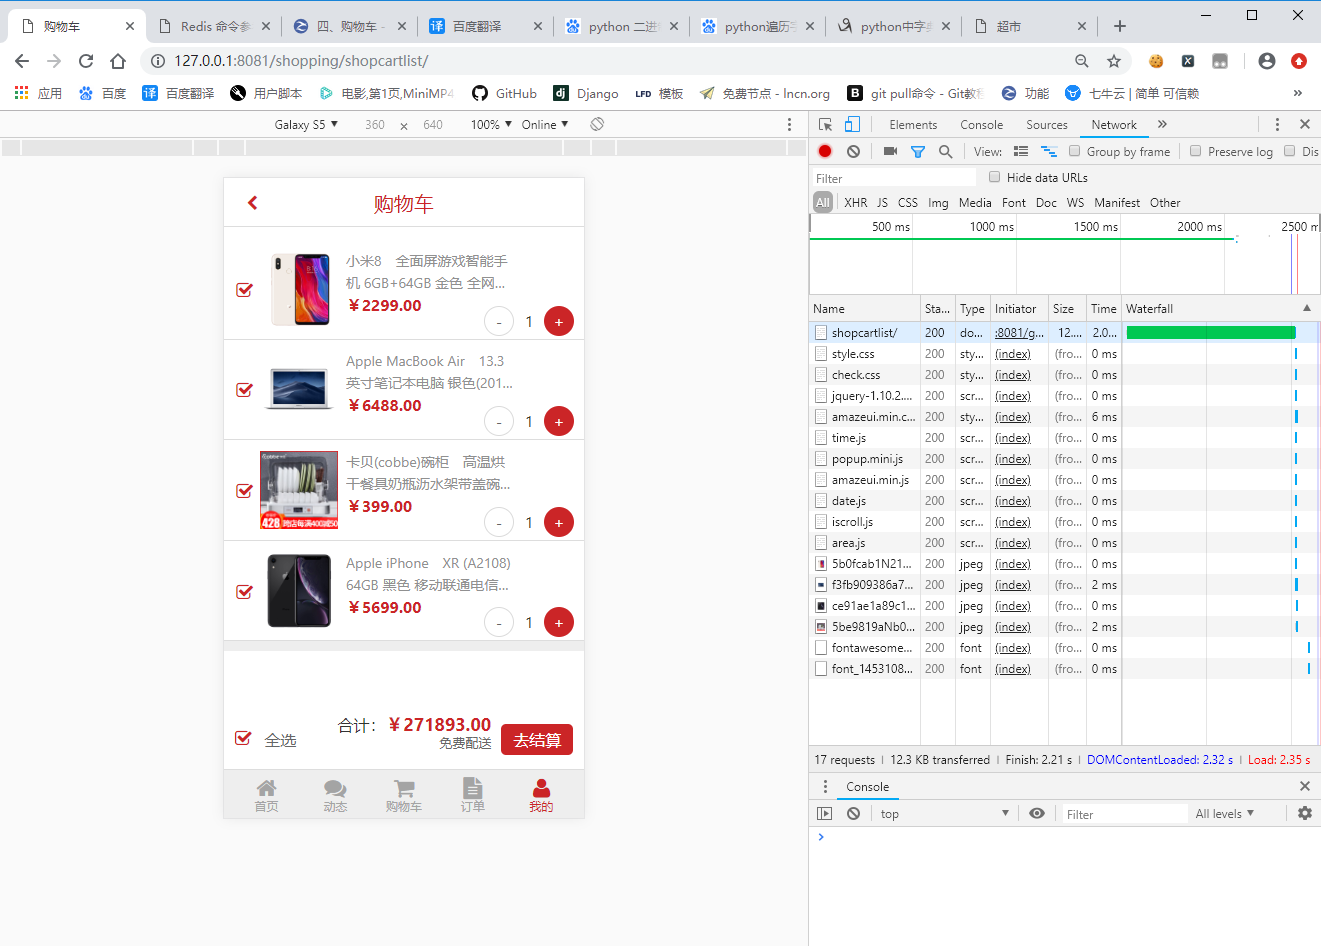 购物车
Redis 命令参
四、购物车 -
百度翻译
python 二进
python遍历字
python中字典
超市
127.0.0.1:8081/shopping/shopcartlist/
应用
百度
译 百度翻译
用户脚本
电影,第1页,MiniMP4
GitHub
dj Django
LFD 模板
免费节点 - lncn.org
B git pull命令 - Git教程
功能
七牛云 | 简单 可信赖
»
Galaxy S5 ▼ 360 x 640 100% ▼ Online ▼
购物车
小米8 全面屏游戏智能手
机 6GB+64GB 金色 全网...
￥2299.00
- 1 +
Apple MacBook Air 13.3
英寸笔记本电脑 银色(201...
￥6488.00
- 1 +
卡贝(cobbe)碗柜 高温烘
干餐具奶瓶沥水架带盖碗...
￥399.00
428 跨店每满400减50
- 1 +
Apple iPhone XR (A2108)
64GB 黑色 移动联通电信...
￥5699.00
- 1 +
全选
合计: ￥271893.00
免费配送
去结算
首页 动态 购物车 订单 我的
Elements Console Sources Network »
View: Group by frame Preserve log Dis
Filter Hide data URLs
All XHR JS CSS Img Media Font Doc WS Manifest Other
500 ms 1000 ms 1500 ms 2000 ms 2500 m
Name Sta... Type Initiator Size Time Waterfall
shopcartlist/ 200 do... :8081/g... 12.... 2.0...
style.css 200 sty... (index) (fro... 0 ms
check.css 200 sty... (index) (fro... 0 ms
jquery-1.10.2.... 200 scr... (index) (fro... 0 ms
amazeui.min.c... 200 sty... (index) (fro... 6 ms
time.js 200 scr... (index) (fro... 0 ms
popup.mini.js 200 scr... (index) (fro... 0 ms
amazeui.min.js 200 scr... (index) (fro... 0 ms
date.js 200 scr... (index) (fro... 0 ms
iscroll.js 200 scr... (index) (fro... 0 ms
area.js 200 scr... (index) (fro... 0 ms
5b0fcab1N21... 200 jpeg (index) (fro... 0 ms
f3fb909386a7... 200 jpeg (index) (fro... 2 ms
ce91ae1a89c1... 200 jpeg (index) (fro... 0 ms
5be9819aNb0... 200 jpeg (index) (fro... 2 ms
fontawesome... 200 font (index) (fro... 0 ms
font_1453108... 200 font (index) (fro... 0 ms
17 requests | 12.3 KB transferred | Finish: 2.21 s | DOMContentLoaded: 2.32 s | Load: 2.35 s
Console
top ▼ Filter All levels ▼